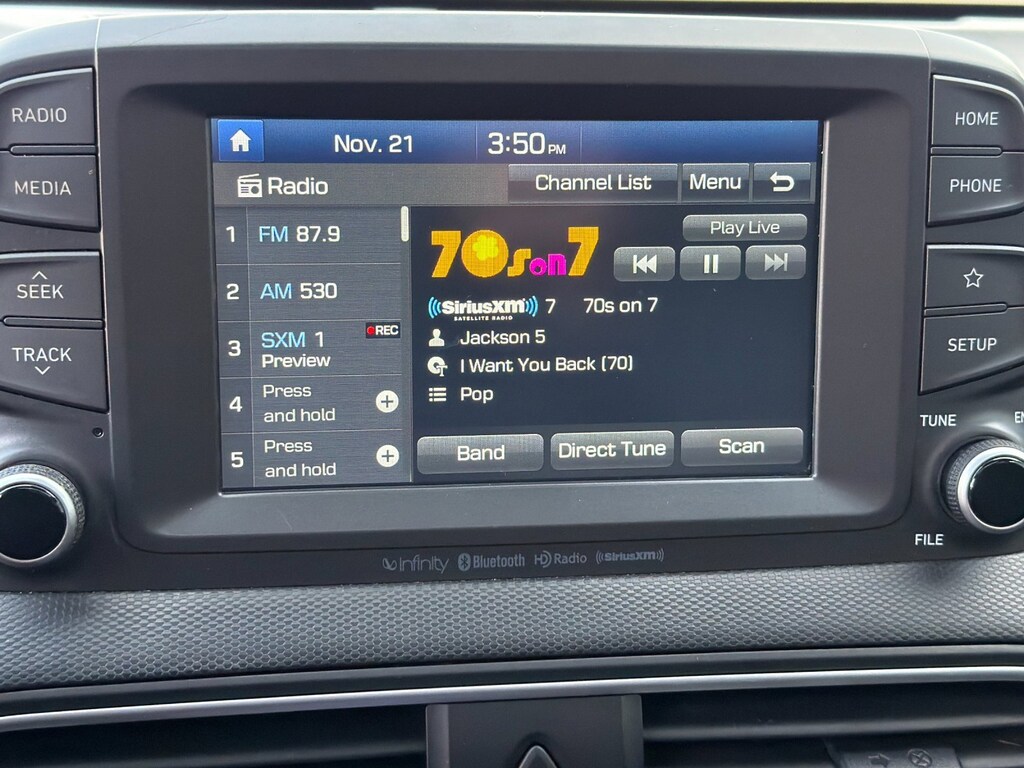 RADIO
MEDIA
SEEK
TRACK
Nov. 21 3:50 PM
Radio
Channel List Menu
1 FM 87.9
2 AM 530
3 SXM 1
Preview
REC
4 Press
and hold
5 Press
and hold
Play Live
70s on 7
((SiriusXM)) 7 70s on 7
SATELLITE RADIO
Jackson 5
I Want You Back (70)
Pop
Band Direct Tune Scan
HOME
PHONE
SETUP
TUNE
FILE
infinity Bluetooth HD Radio ((SiriusXM))